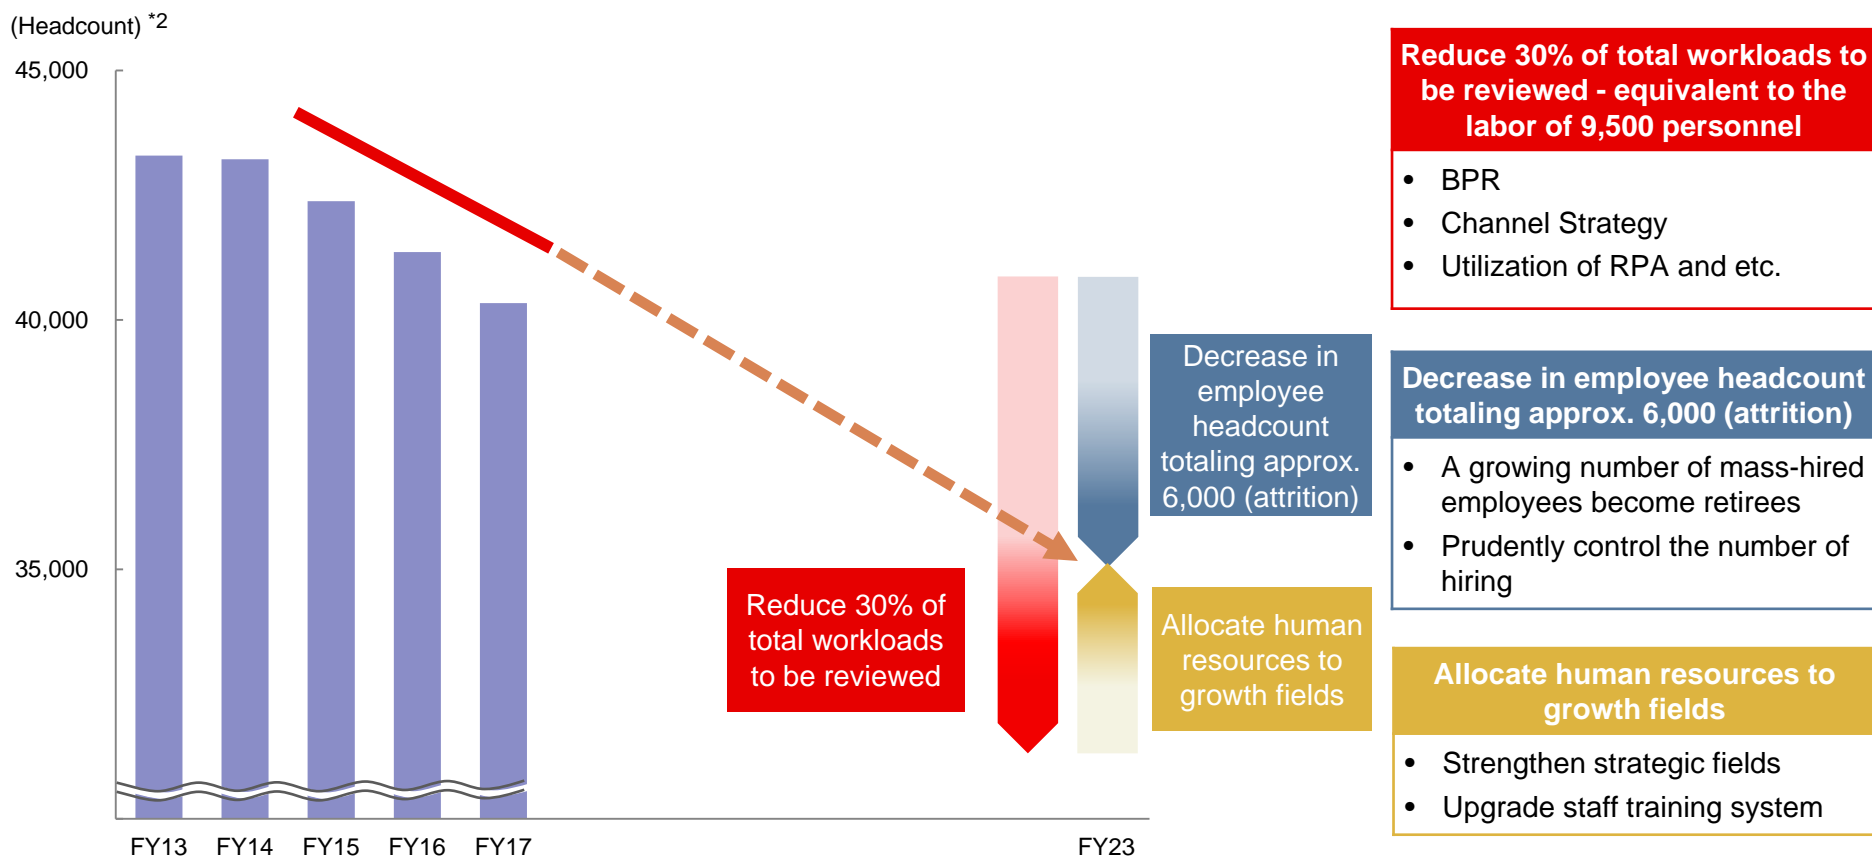 (Headcount) *2
45,000
40,000
35,000
FY13
FY14
FY15
FY16
FY17
FY23
Reduce 30% of
total workloads
to be reviewed
Decrease in
employee
headcount
totaling approx.
6,000 (attrition)
Allocate human
resources to
growth fields
Reduce 30% of total workloads to
be reviewed - equivalent to the
labor of 9,500 personnel
• BPR
• Channel Strategy
• Utilization of RPA and etc.
Decrease in employee headcount
totaling approx. 6,000 (attrition)
• A growing number of mass-hired
employees become retirees
• Prudently control the number of
hiring
Allocate human resources to
growth fields
• Strengthen strategic fields
• Upgrade staff training system